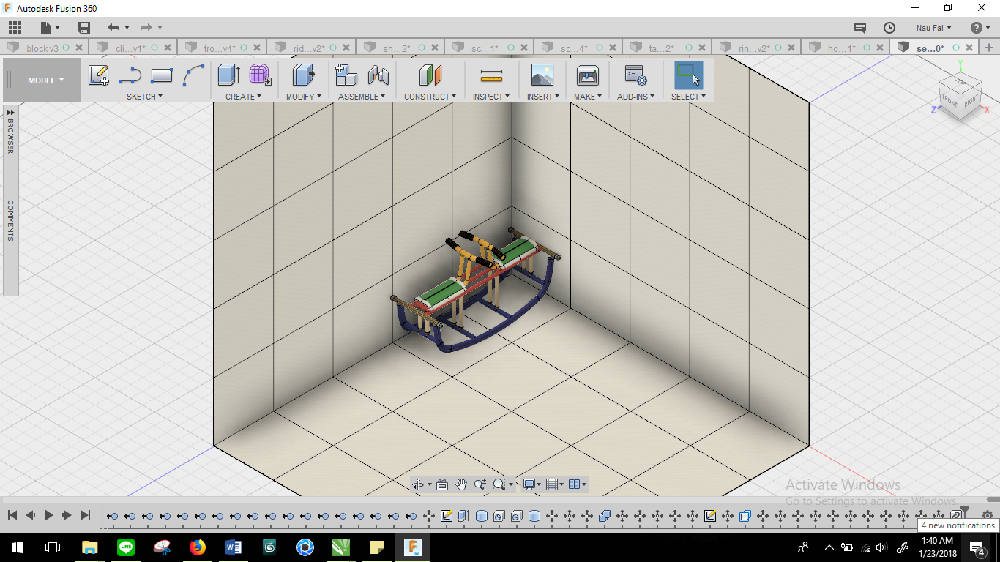 Autodesk Fusion 360
Nau Fal
block v3
cli...v1*
tro...v4*
rid...v2*
sh...2*
sc...1*
sc...4*
ta...2*
rin...v2*
ho...1*
se...0*
MODEL
SKETCH
CREATE
MODIFY
ASSEMBLE
CONSTRUCT
INSPECT
INSERT
MAKE
ADD-INS
SELECT
Y
FRONT
RIGHT
Z
X
BROWSER
COMMENTS
Activate Windows
Go to Settings to activate Windows.
4 new notifications
LINE
1:40 AM
1/23/2018
4